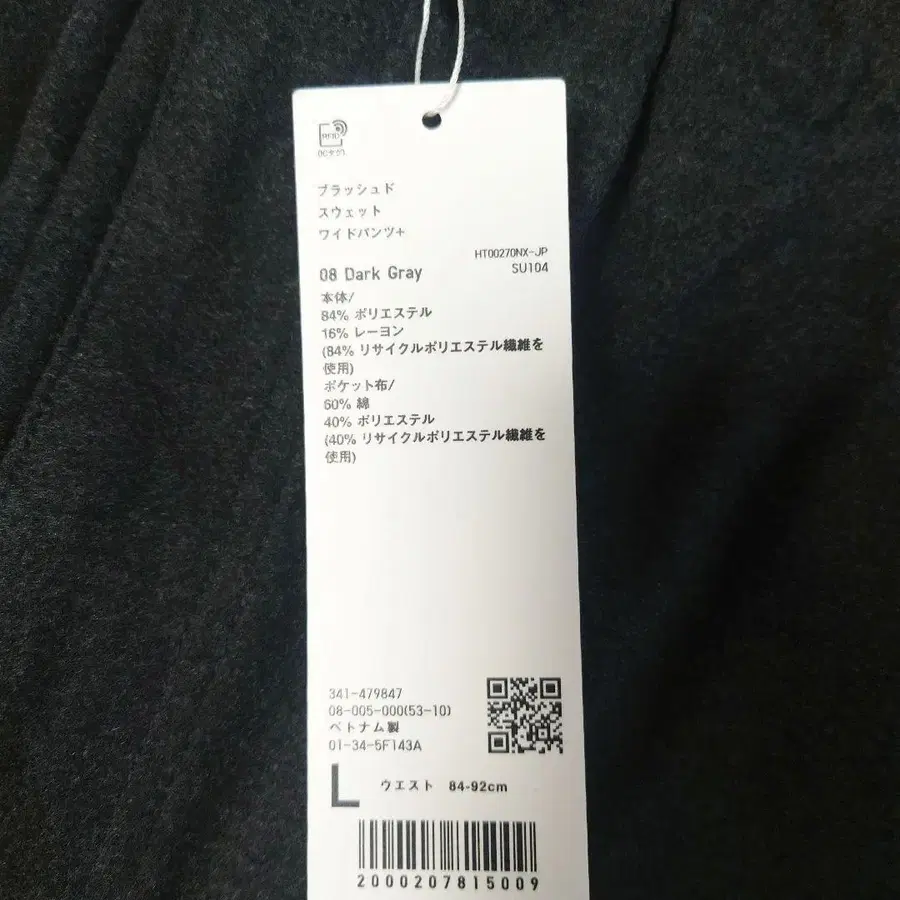 RFID
ブラッシュド
スウェット
ワイドパンツ+
HT00270NX-JP
08 Dark Gray
SU104
本体/
84% ポリエステル
16% レーヨン
(84% リサイクルポリエステル繊維を
使用)
ポケット布/
60% 綿
40% ポリエステル
(40% リサイクルポリエステル繊維を
使用)
341-479847
08-005-000(53-10)
ベトナム製
01-34-5F143A
L ウエスト 84-92cm
2000207815009